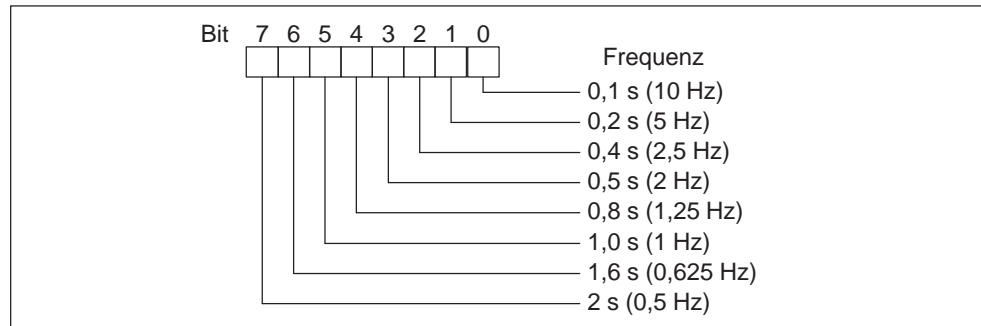 Bit 7 6 5 4 3 2 1 0
Frequenz
0,1 s (10 Hz)
0,2 s (5 Hz)
0,4 s (2,5 Hz)
0,5 s (2 Hz)
0,8 s (1,25 Hz)
1,0 s (1 Hz)
1,6 s (0,625 Hz)
2 s (0,5 Hz)